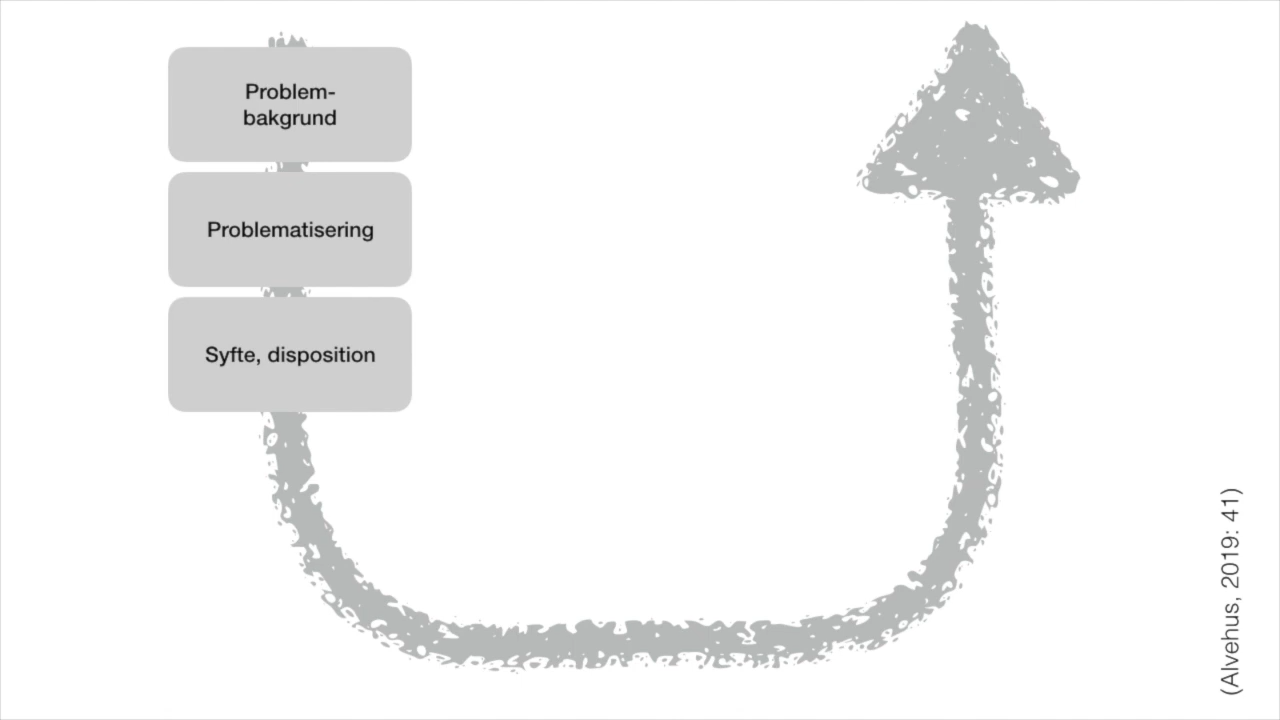 Problem-
bakgrund
Problematisering
Syfte, disposition
(Alvehus, 2019: 41)